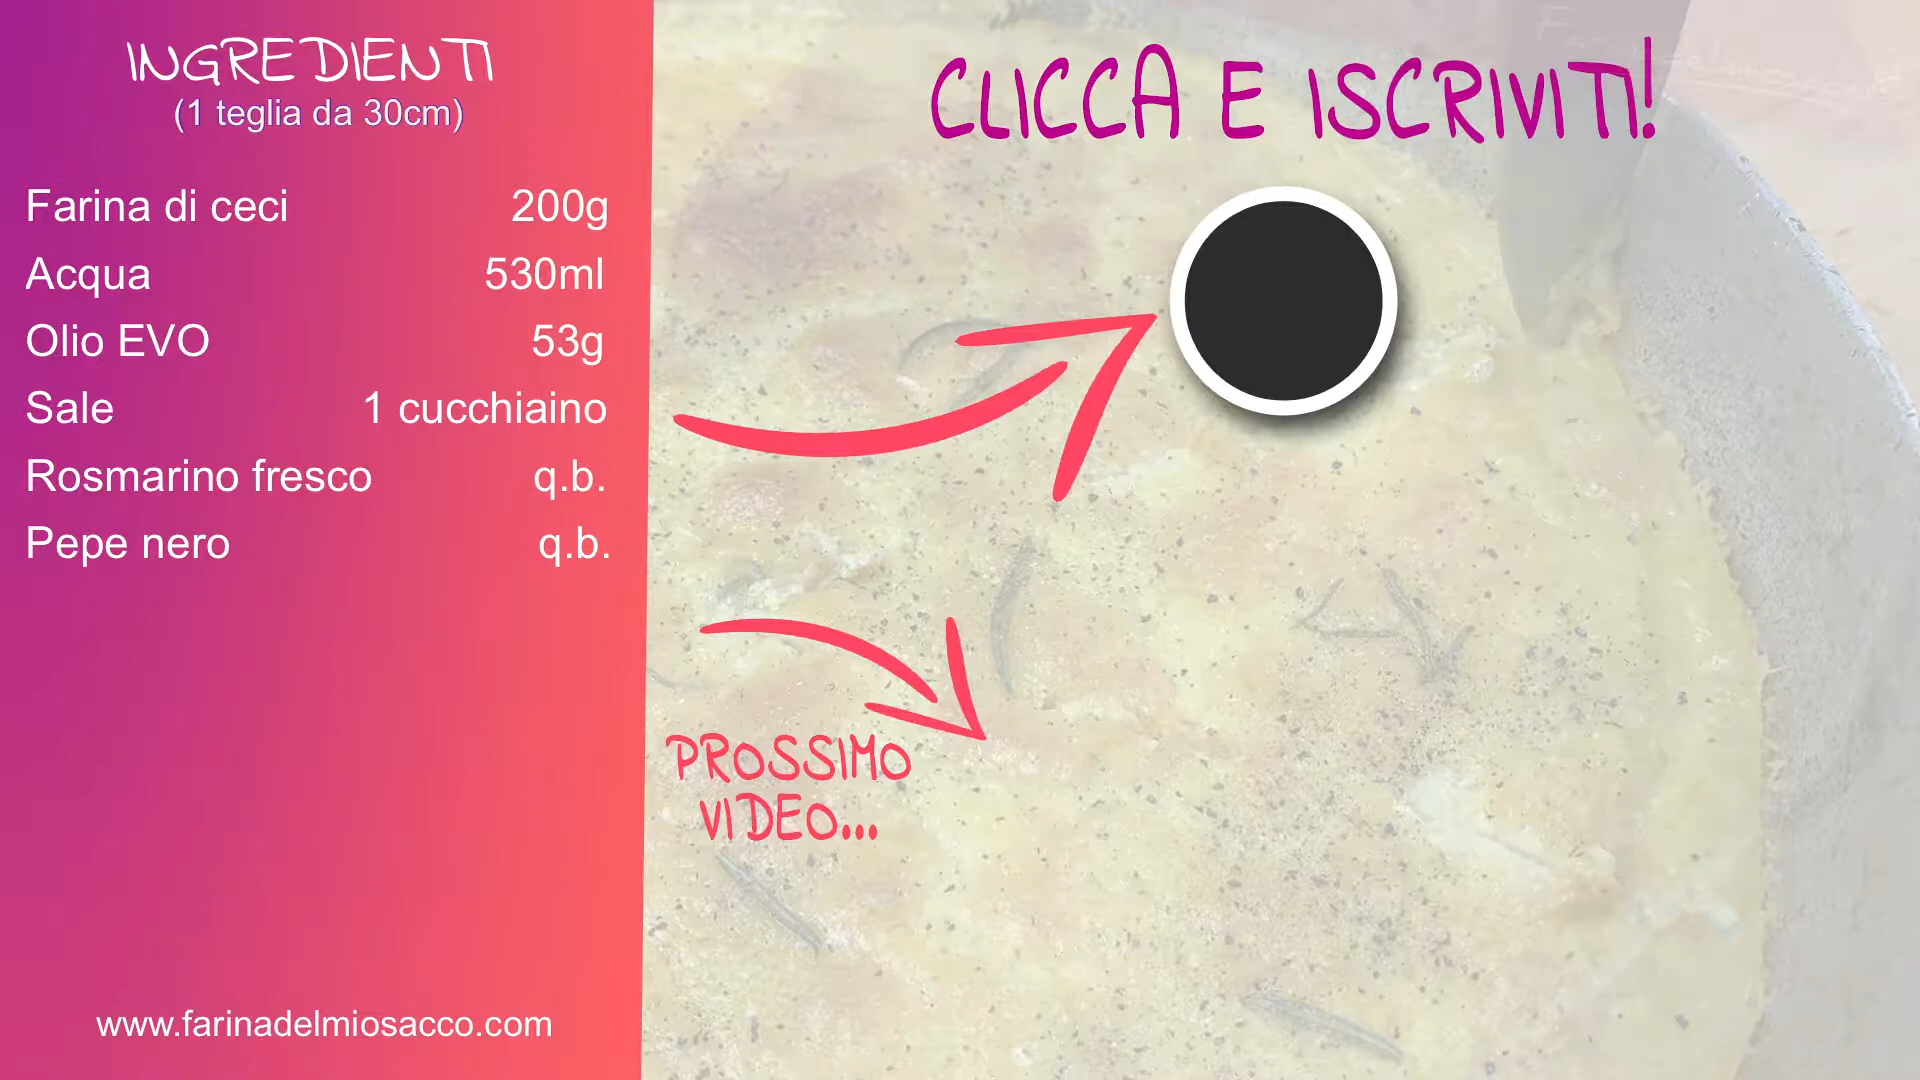 INGREDIENTI
(1 teglia da 30cm)
Farina di ceci 200g
Acqua 530ml
Olio EVO 53g
Sale 1 cucchiaino
Rosmarino fresco q.b.
Pepe nero q.b.
www.farinadelmiosacco.com
CLICCA E ISCRIVITI!
PROSSIMO
VIDEO...